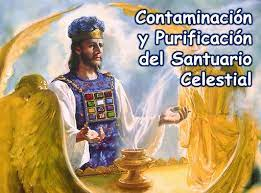 Contaminación
y Purificación
del Santuario
Celestial